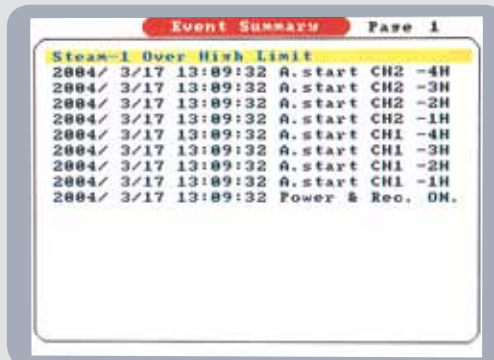 Event Summary Page 1
Steam-1 Over High Limit
2004/ 3/17 13:09:32 A.start CH2 -4H
2004/ 3/17 13:09:32 A.start CH2 -3H
2004/ 3/17 13:09:32 A.start CH2 -2H
2004/ 3/17 13:09:32 A.start CH2 -1H
2004/ 3/17 13:09:32 A.start CH1 -4H
2004/ 3/17 13:09:32 A.start CH1 -3H
2004/ 3/17 13:09:32 A.start CH1 -2H
2004/ 3/17 13:09:32 A.start CH1 -1H
2004/ 3/17 13:09:32 Power & Rec. ON.